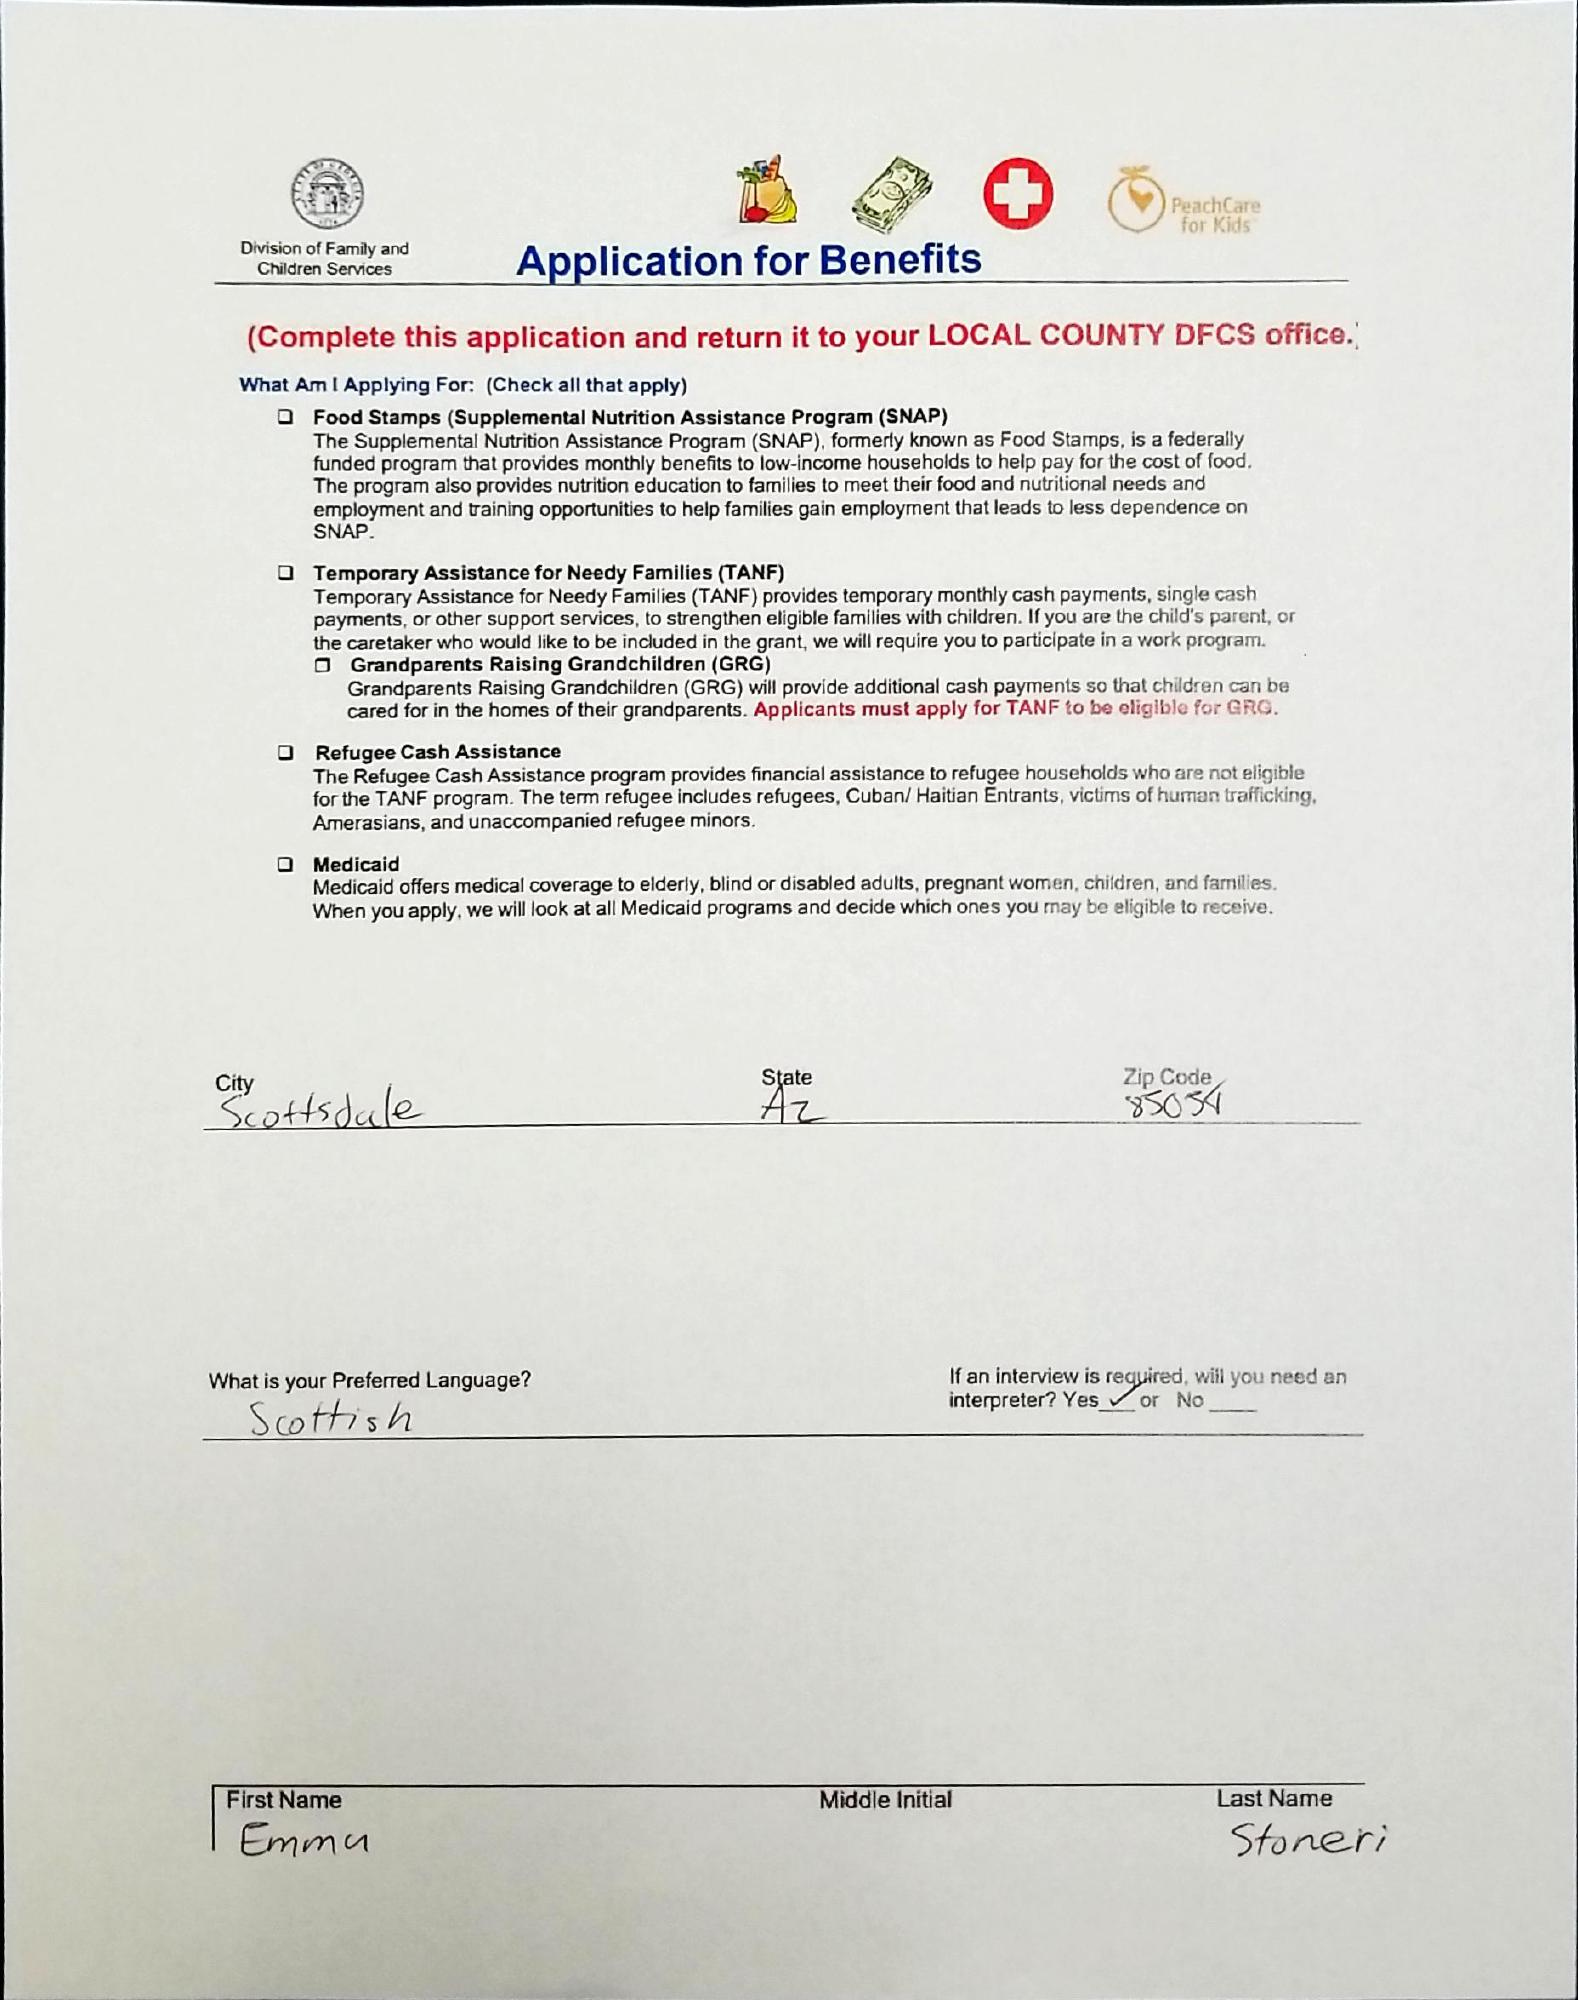 Division of Family and
Children Services
PeachCare
for Kids
Application for Benefits
(Complete this application and return it to your LOCAL COUNTY DFCS office.)
What Am I Applying For: (Check all that apply)
❑ Food Stamps (Supplemental Nutrition Assistance Program (SNAP)
The Supplemental Nutrition Assistance Program (SNAP), formerly known as Food Stamps, is a federally
funded program that provides monthly benefits to low-income households to help pay for the cost of food.
The program also provides nutrition education to families to meet their food and nutritional needs and
employment and training opportunities to help families gain employment that leads to less dependence on
SNAP.
❑ Temporary Assistance for Needy Families (TANF)
Temporary Assistance for Needy Families (TANF) provides temporary monthly cash payments, single cash
payments, or other support services, to strengthen eligible families with children. If you are the child's parent, or
the caretaker who would like to be included in the grant, we will require you to participate in a work program.
❑ Grandparents Raising Grandchildren (GRG)
Grandparents Raising Grandchildren (GRG) will provide additional cash payments so that children can be
cared for in the homes of their grandparents. Applicants must apply for TANF to be eligible for GRG.
❑ Refugee Cash Assistance
The Refugee Cash Assistance program provides financial assistance to refugee households who are not eligible
for the TANF program. The term refugee includes refugees, Cuban/ Haitian Entrants, victims of human trafficking,
Amerasians, and unaccompanied refugee minors.
❑ Medicaid
Medicaid offers medical coverage to elderly, blind or disabled adults, pregnant women, children, and families.
When you apply, we will look at all Medicaid programs and decide which ones you may be eligible to receive.
City State Zip Code
Scottsdale AZ 85054
What is your Preferred Language? If an interview is required, will you need an
interpreter? Yes ✓ or No ____
Scottish
First Name Middle Initial Last Name
Emma Stoneri